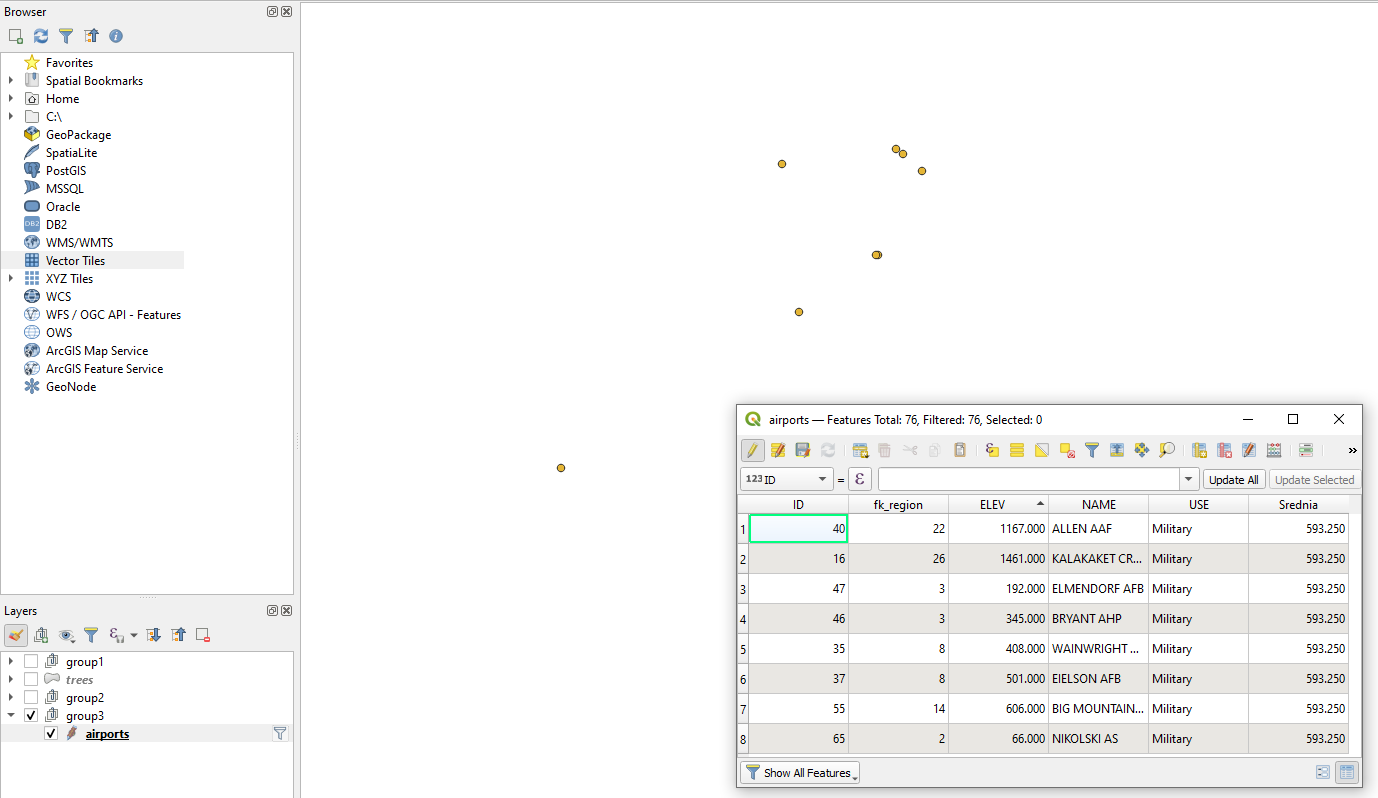 Browser
Favorites
Spatial Bookmarks
Home
C:\
GeoPackage
SpatiaLite
PostGIS
MSSQL
Oracle
DB2 DB2
WMS/WMTS
Vector Tiles
XYZ Tiles
WCS
WFS / OGC API - Features
OWS
ArcGIS Map Service
ArcGIS Feature Service
GeoNode
Layers
group1
trees
group2
group3
airports
airports — Features Total: 76, Filtered: 76, Selected: 0
»
123 ID = ε Update All Update Selected
ID fk_region ELEV NAME USE Srednia
1 40 22 1167.000 ALLEN AAF Military 593.250
2 16 26 1461.000 KALAKAKET CR... Military 593.250
3 47 3 192.000 ELMENDORF AFB Military 593.250
4 46 3 345.000 BRYANT AHP Military 593.250
5 35 8 408.000 WAINWRIGHT ... Military 593.250
6 37 8 501.000 EIELSON AFB Military 593.250
7 55 14 606.000 BIG MOUNTAIN... Military 593.250
8 65 2 66.000 NIKOLSKI AS Military 593.250
Show All Features